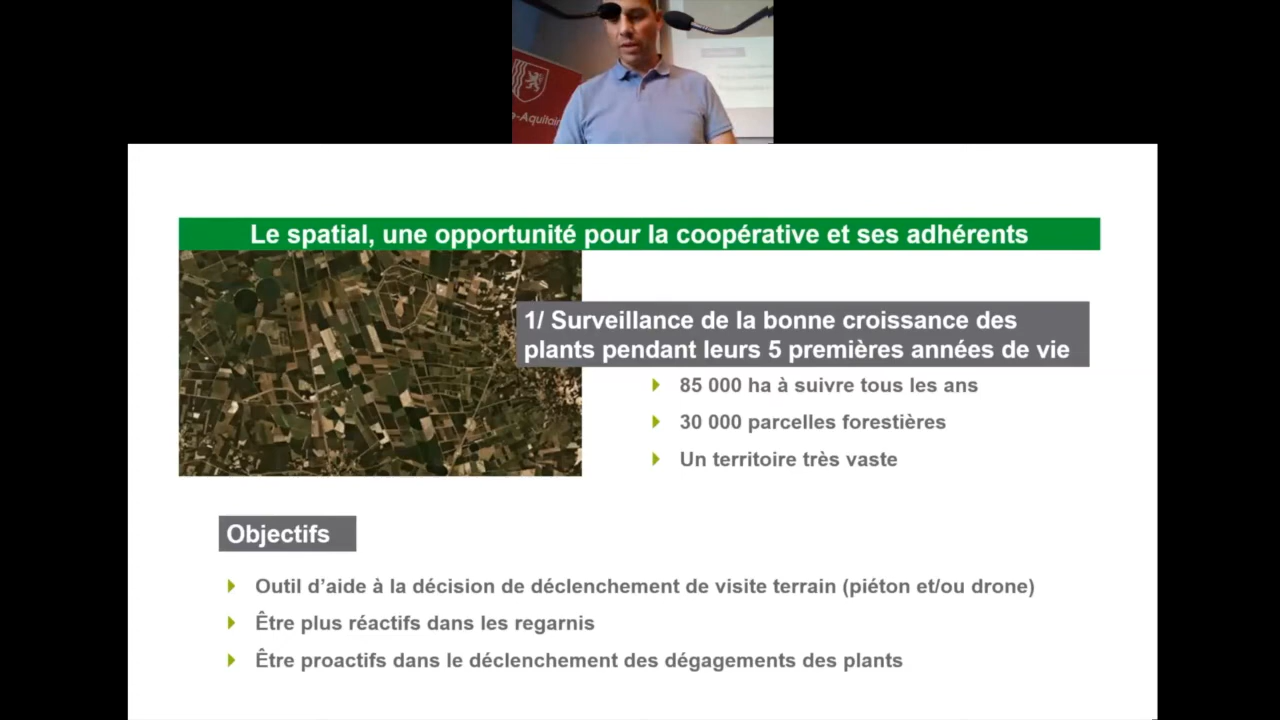 Le spatial, une opportunité pour la coopérative et ses adhérents
1/ Surveillance de la bonne croissance des
plants pendant leurs 5 premières années de vie
85 000 ha à suivre tous les ans
30 000 parcelles forestières
Un territoire très vaste
Objectifs
Outil d’aide à la décision de déclenchement de visite terrain (piéton et/ou drone)
Être plus réactifs dans les regarnis
Être proactifs dans le déclenchement des dégagements des plants